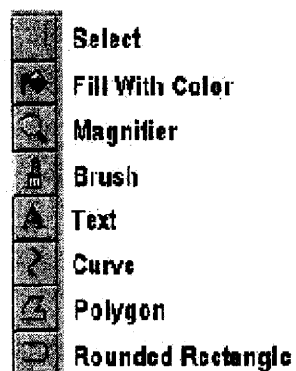 Select
Fill With Color
Magnifier
Brush
Text
Curve
Polygon
Rounded Rectangle